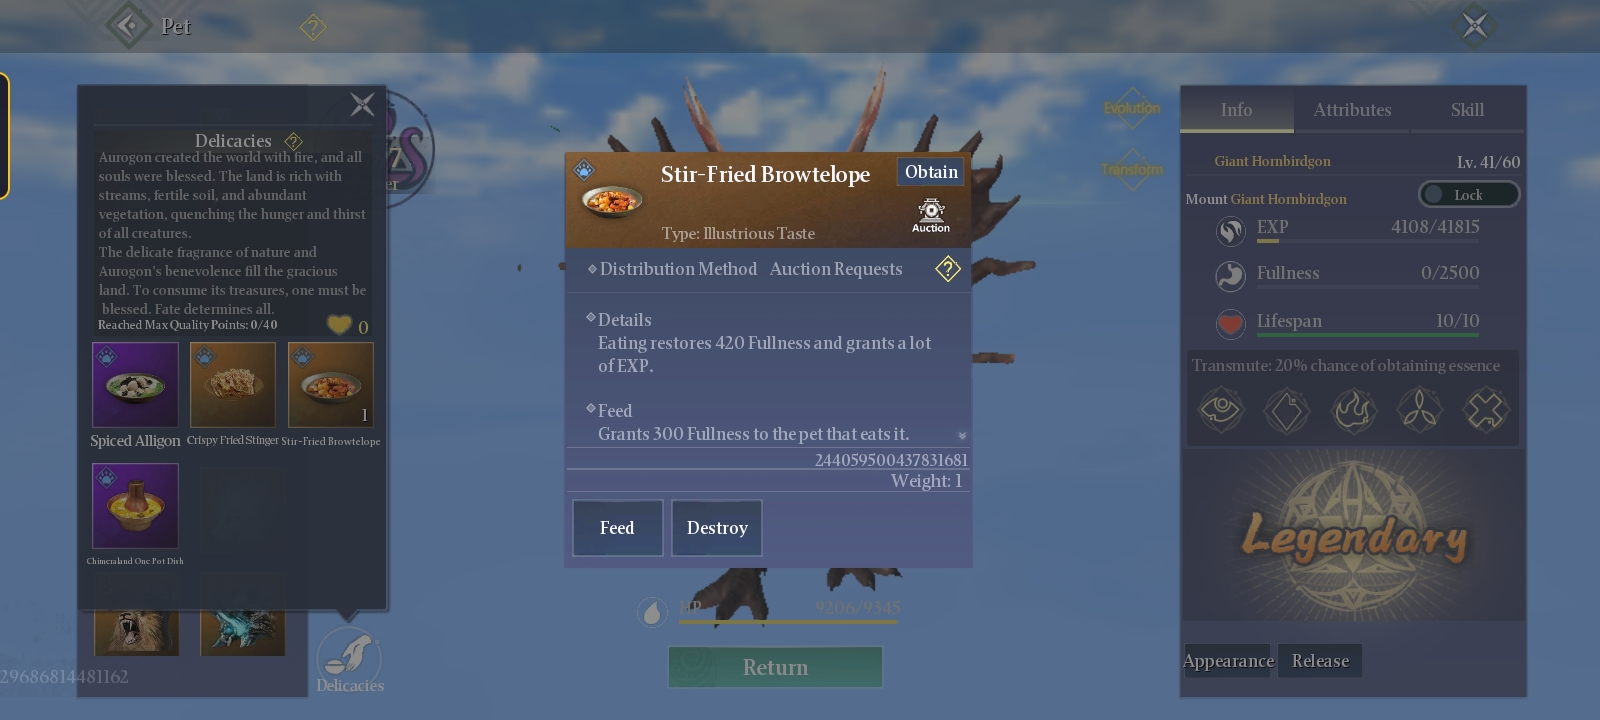 Pet
?
Delicacies ?
Aurogon created the world with fire, and all
souls were blessed. The land is rich with
streams, fertile soil, and abundant
vegetation, quenching the hunger and thirst
of all creatures.
The delicate fragrance of nature and
Aurogon's benevolence fill the gracious
land. To consume its treasures, one must be
blessed. Fate determines all.
Reached Max Quality Points: 0/40
0
1
Spiced Alligon
Crispy Fried Stinger
Stir-Fried Browtelope
Chimeraland One Pot Dish
29686814481162
Delicacies
Stir-Fried Browtelope
Obtain
Type: Illustrious Taste
Auction
Distribution Method Auction Requests
?
Details
Eating restores 420 Fullness and grants a lot
of EXP.
Feed
Grants 300 Fullness to the pet that eats it.
244059500437831681
Weight: 1
Feed
Destroy
HP 9206/9345
Return
Evolution
Transform
Info
Attributes
Skill
Giant Hornbirdgon
Lv. 41/60
Mount Giant Hornbirdgon
Lock
EXP 4108/41815
Fullness 0/2500
Lifespan 10/10
Transmute: 20% chance of obtaining essence
Legendary
Appearance
Release